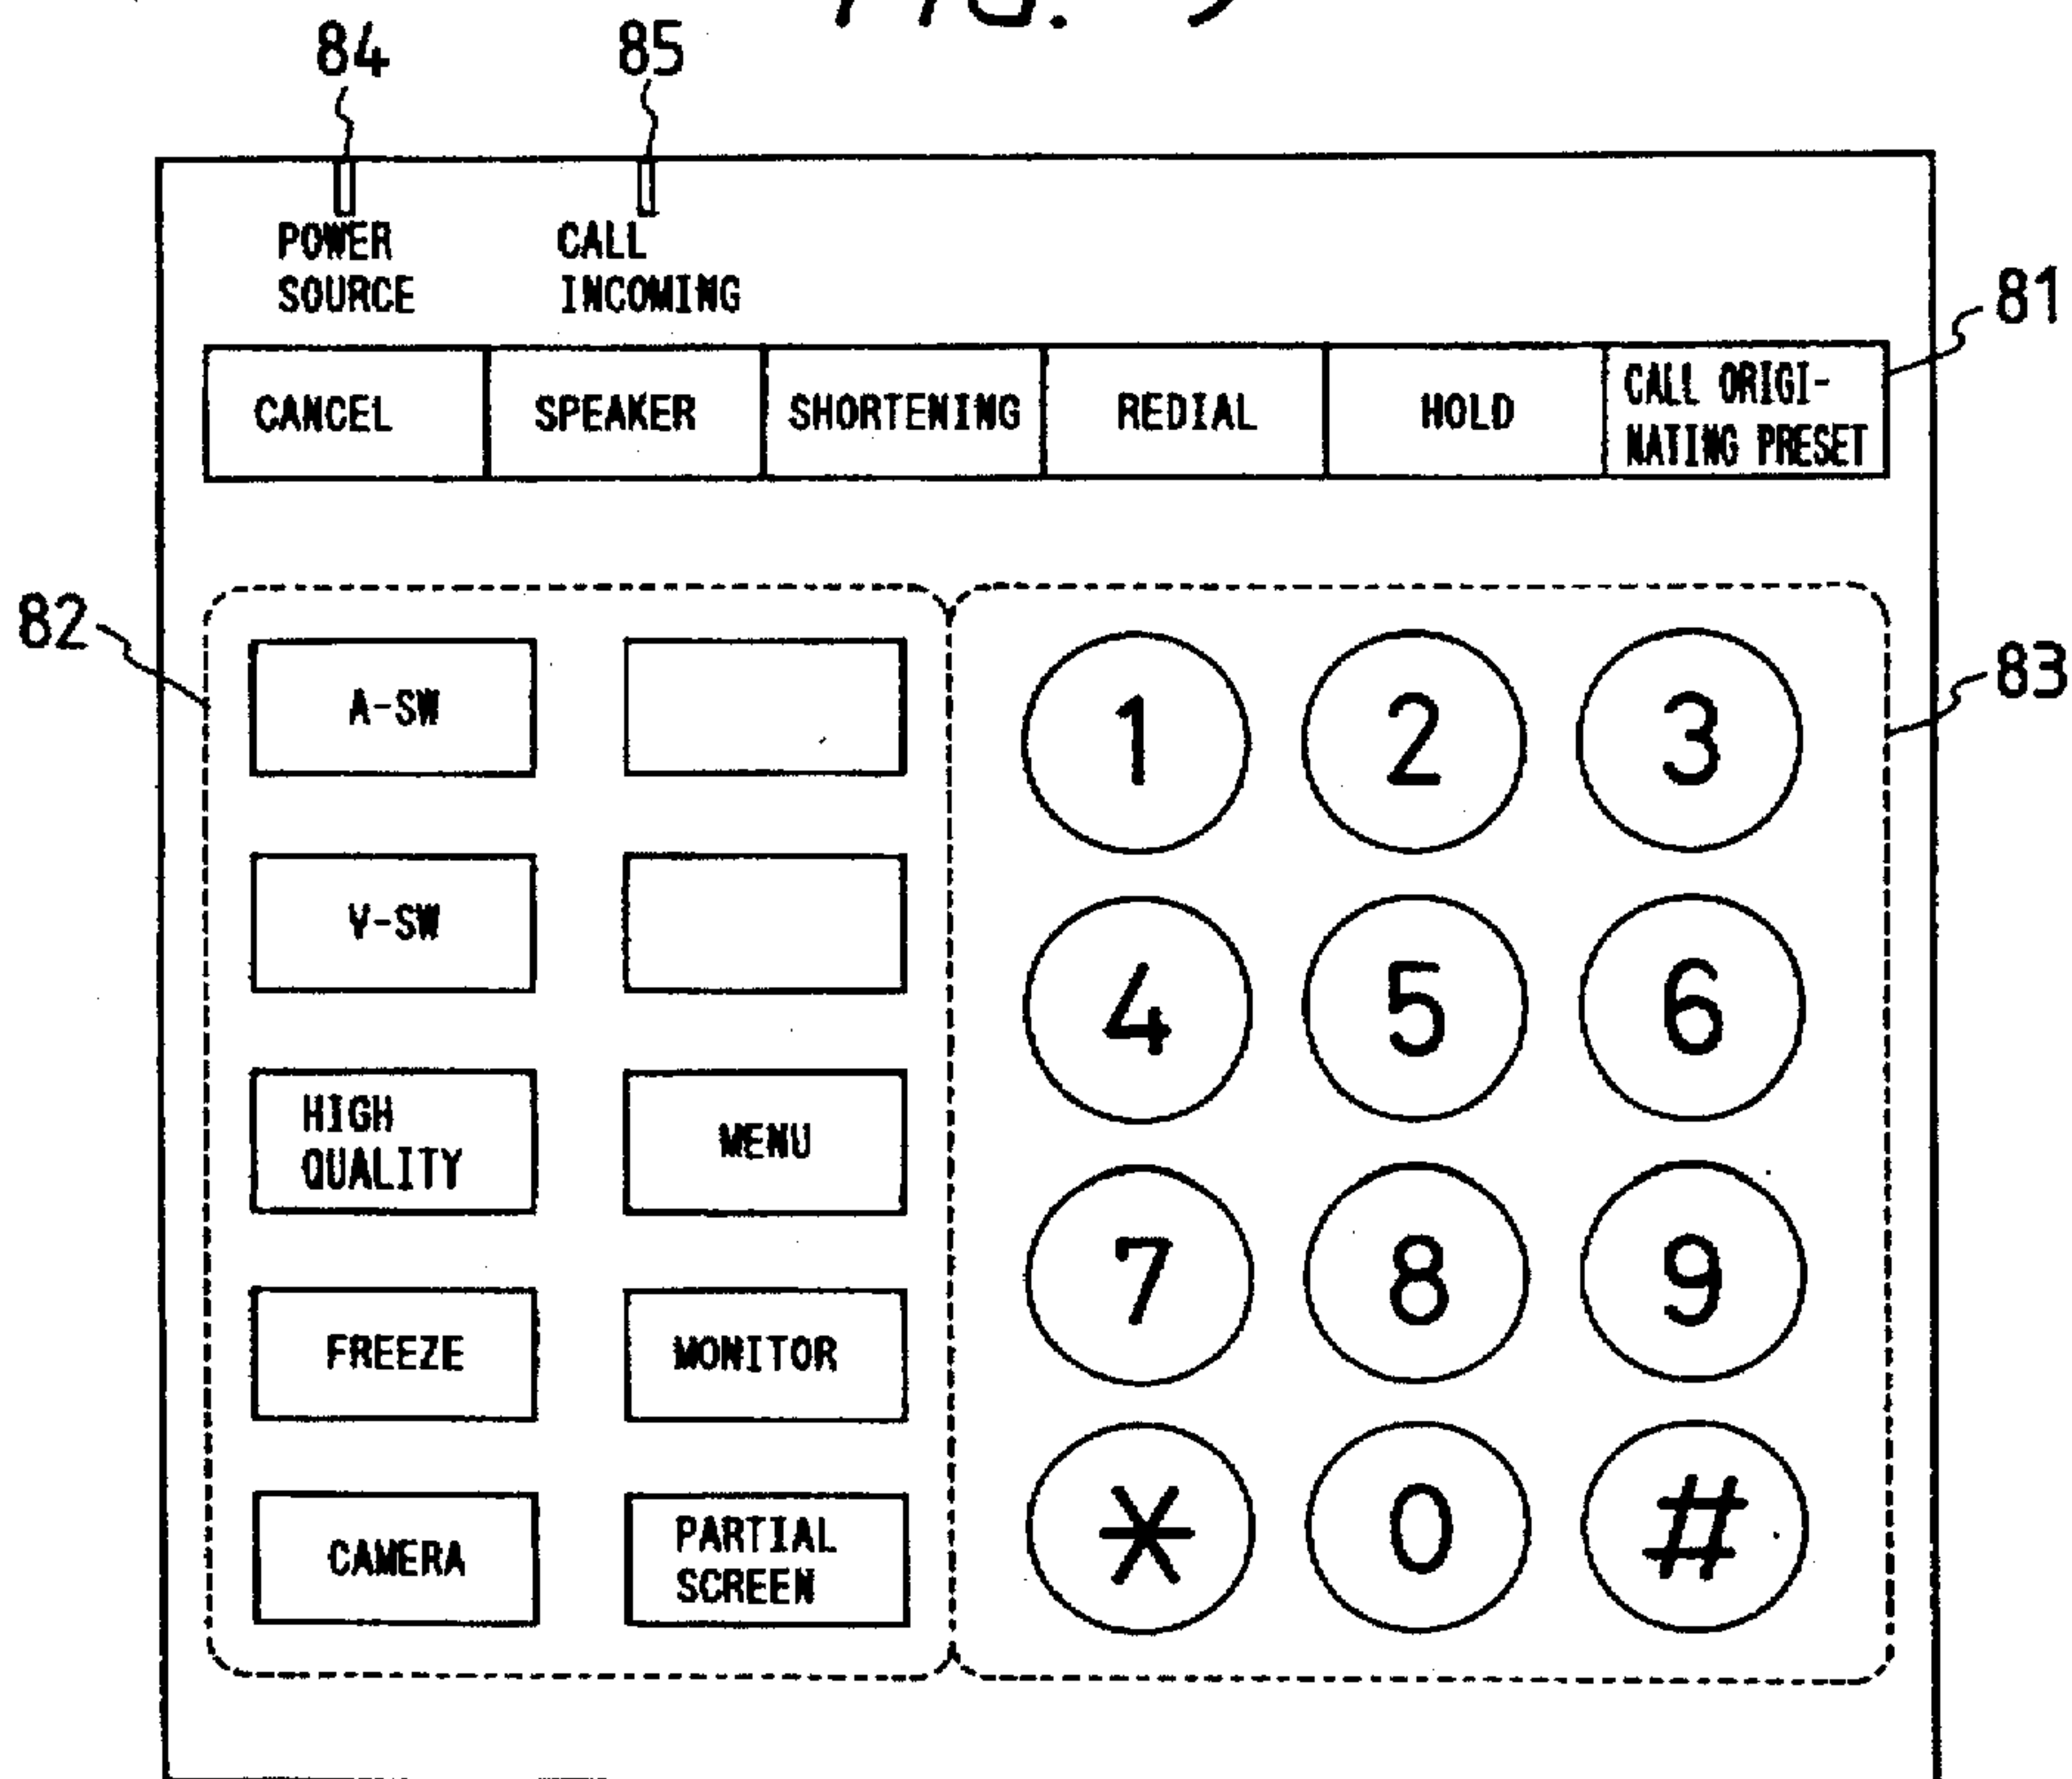 FIG.
84 85
POWER SOURCE
CALL INCOMING
81
CANCEL SPEAKER SHORTENING REDIAL HOLD CALL ORIGI-
NATING PRESET
82
A-SW
V-SW
HIGH
QUALITY
MENU
FREEZE MONITOR
CAMERA
PARTIAL
SCREEN
83
1 2 3
4 5 6
7 8 9
* 0 #